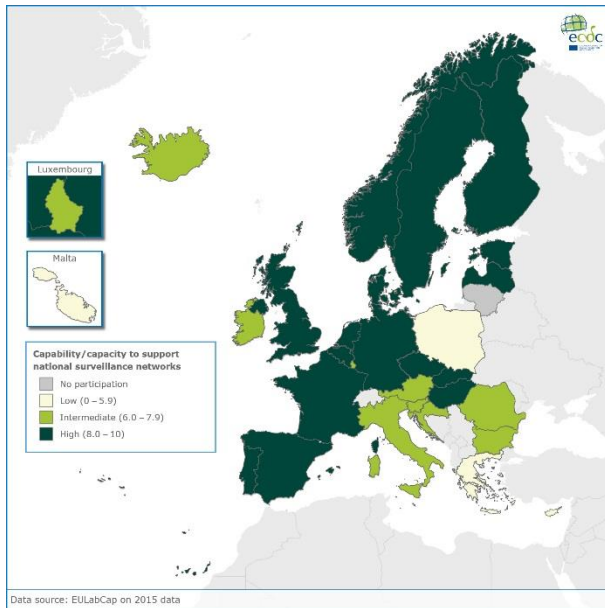 ecdc
Luxembourg
Malta
Capability/capacity to support
national surveillance networks
No participation
Low (0 – 5.9)
Intermediate (6.0 – 7.9)
High (8.0 – 10)
Data source: EULabCap on 2015 data